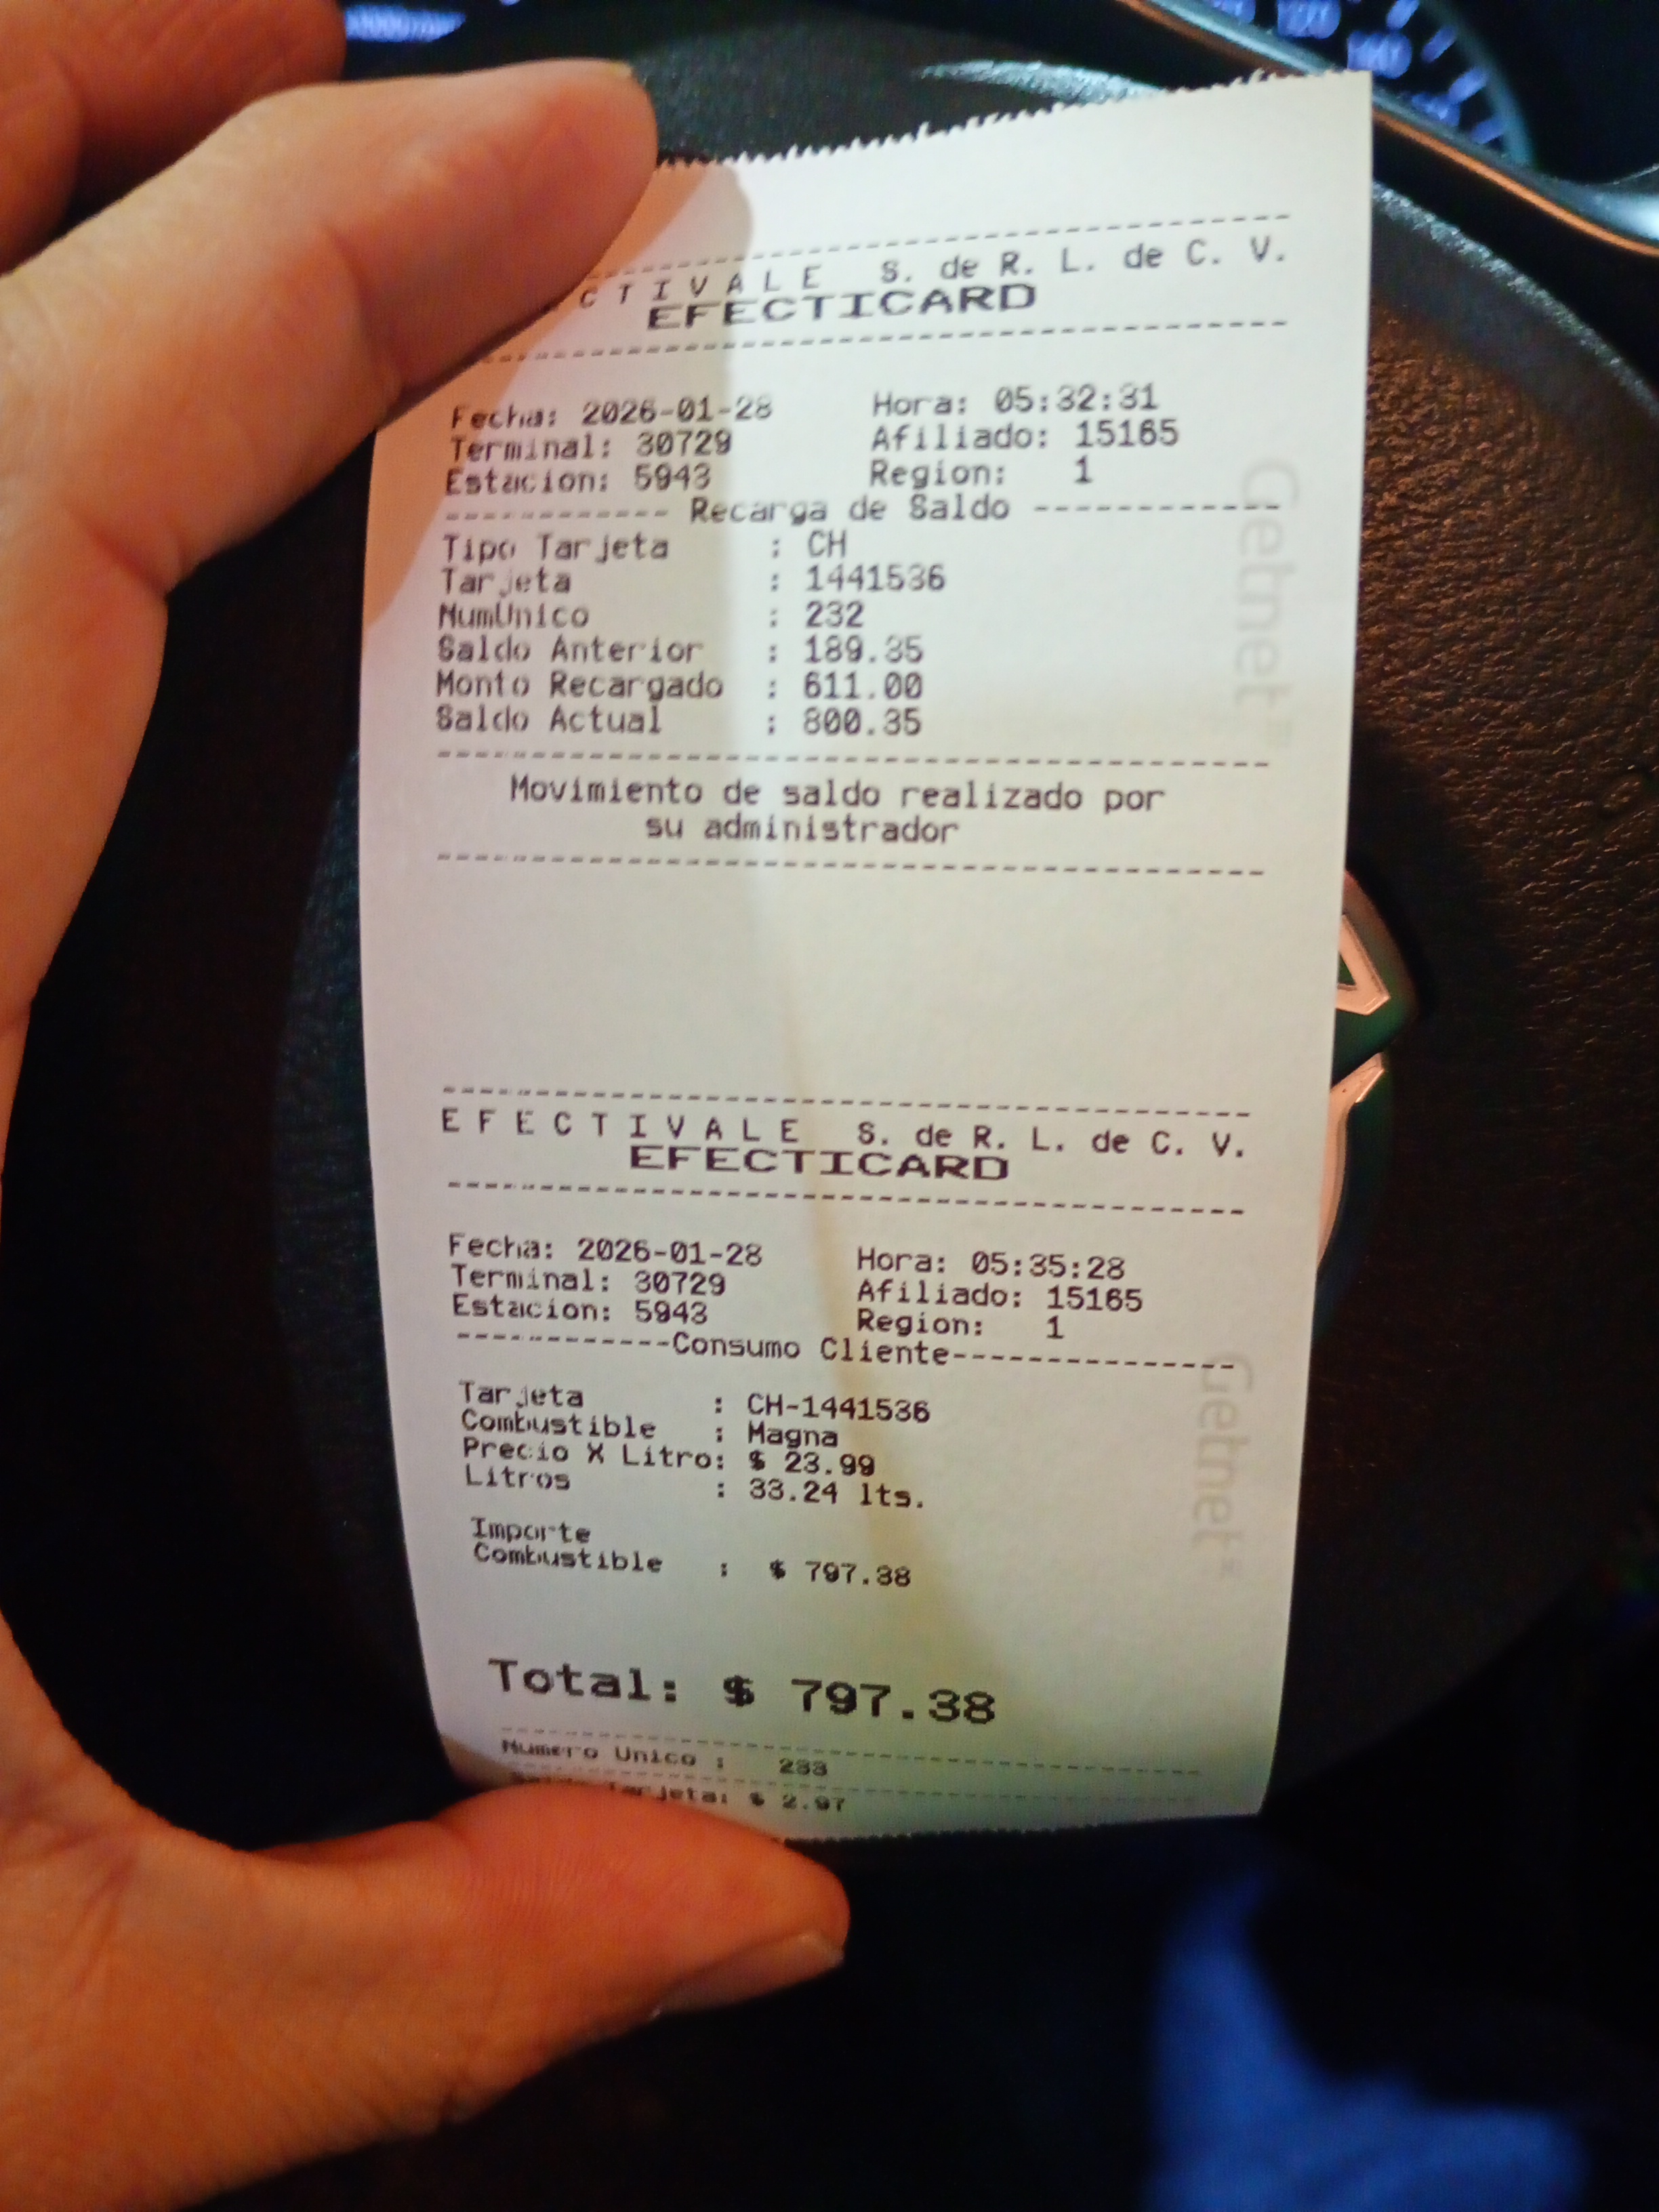 CTIVALE S. de R. L. de C. V.
EFECTICARD
Fecha: 2026-01-28 Hora: 05:32:31
Terminal: 30729 Afiliado: 15165
Estacion: 5943 Region: 1
------------ Recarga de Saldo -------------
Tipo Tarjeta : CH
Tarjeta : 1441536
NumUnico : 232
Saldo Anterior : 189.35
Monto Recargado : 611.00
Saldo Actual : 800.35
Movimiento de saldo realizado por
su administrador
Getnet
E F E C T I V A L E S. de R. L. de C. V.
EFECTICARD
Fecha: 2026-01-28 Hora: 05:35:28
Terminal: 30729 Afiliado: 15165
Estacion: 5943 Region: 1
-------------Consumo Cliente---------------
Tarjeta : CH-1441536
Combustible : Magna
Precio X Litro: $ 23.99
Litros : 33.24 lts.
Importe
Combustible : $ 797.38
Total: $ 797.38
Numero Unico : 233
Tarjeta: $ 2.97
Getnet
120